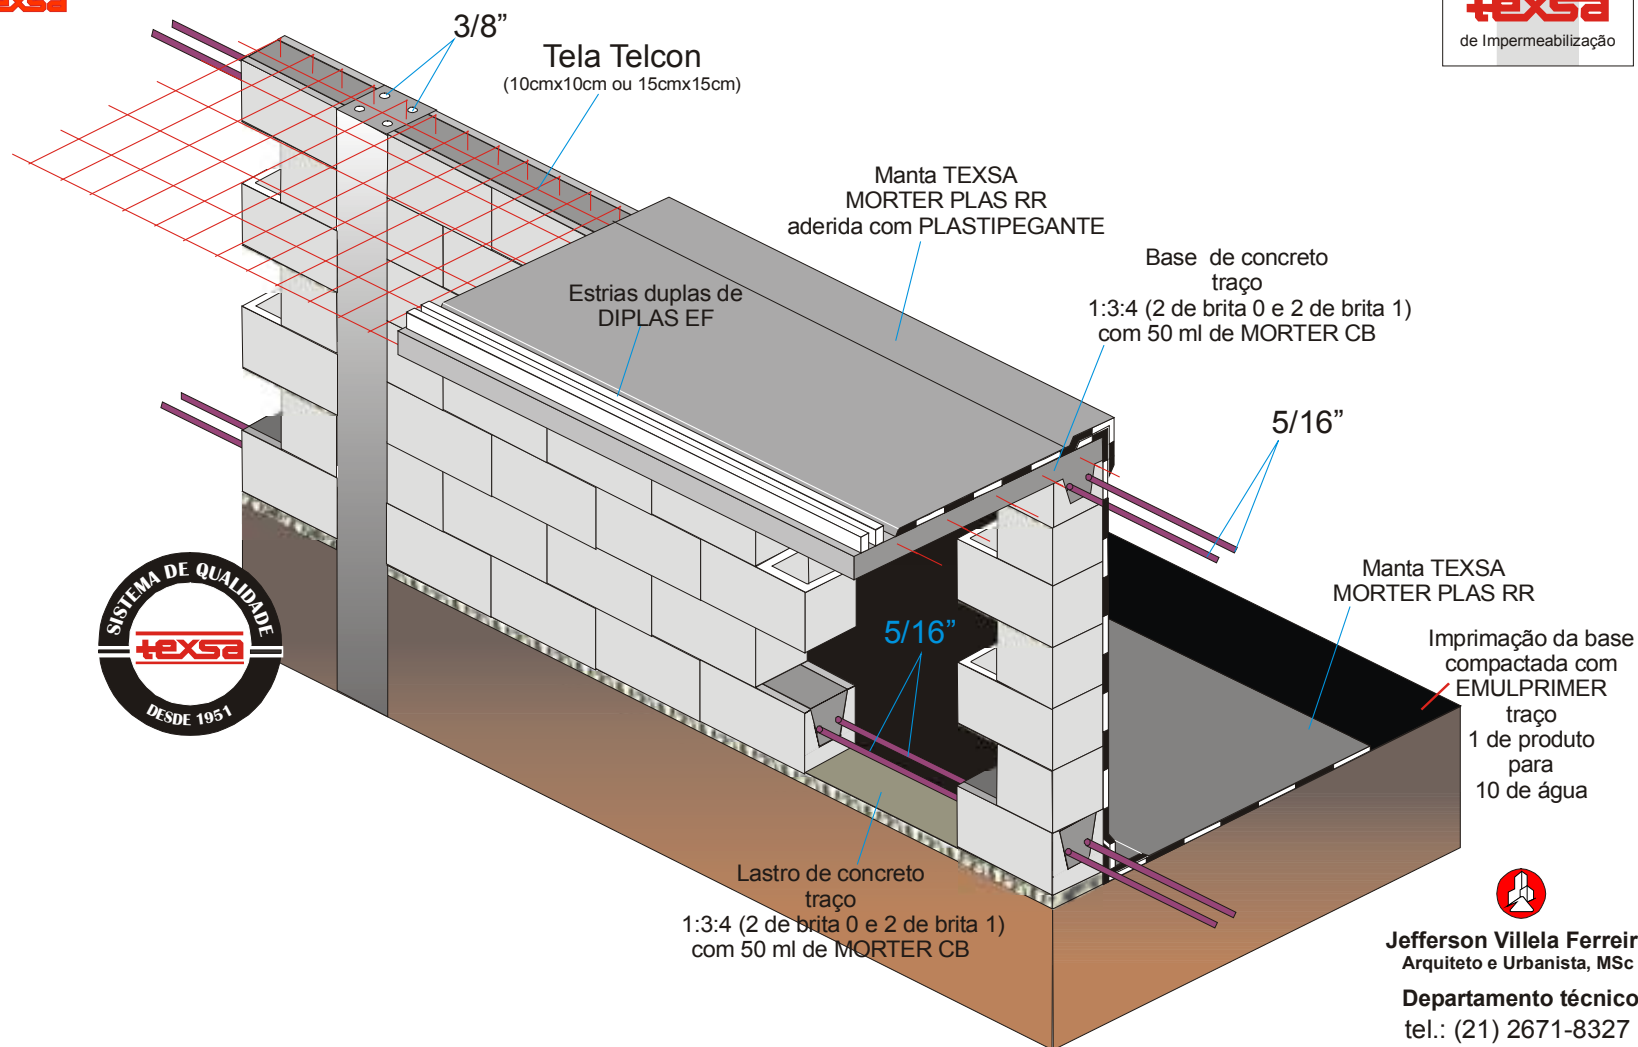 texsa
texsa
de Impermeabilização
3/8”
Tela Telcon
(10cmx10cm ou 15cmx15cm)
Manta TEXSA
MORTER PLAS RR
aderida com PLASTIPEGANTE
Base de concreto
traço
1:3:4 (2 de brita 0 e 2 de brita 1)
com 50 ml de MORTER CB
Estrias duplas de
DIPLAS EF
5/16”
Manta TEXSA
MORTER PLAS RR
SISTEMA DE QUALIDADE
texsa
DESDE 1951
5/16”
Imprimação da base
compactada com
EMULPRIMER
traço
1 de produto
para
10 de água
Lastro de concreto
traço
1:3:4 (2 de brita 0 e 2 de brita 1)
com 50 ml de MORTER CB
Jefferson Villela Ferreir
Arquiteto e Urbanista, MSc
Departamento técnico
tel.: (21) 2671-8327